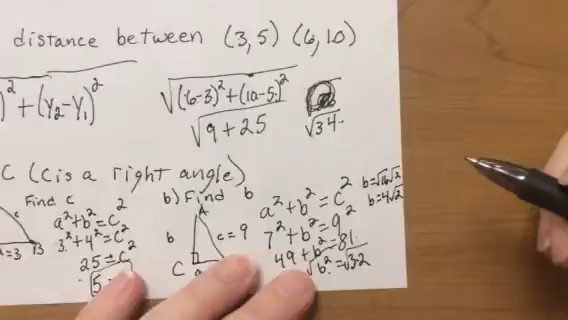 distance between (3,5) (6,10)
)² + (y₂-y₁)²
√(6-3)² + (10-5)²
√9+25
√34
C (C is a right angle)
Find c
c
=3 B
a² + b² = c²
3² + 4² = c²
25 = c²
5
b) Find b
A
b c=9
C
a² + b² = c²
7² + b² = 9²
49 + b² = 81
√b² = √32
b=√16√2
b=4√2